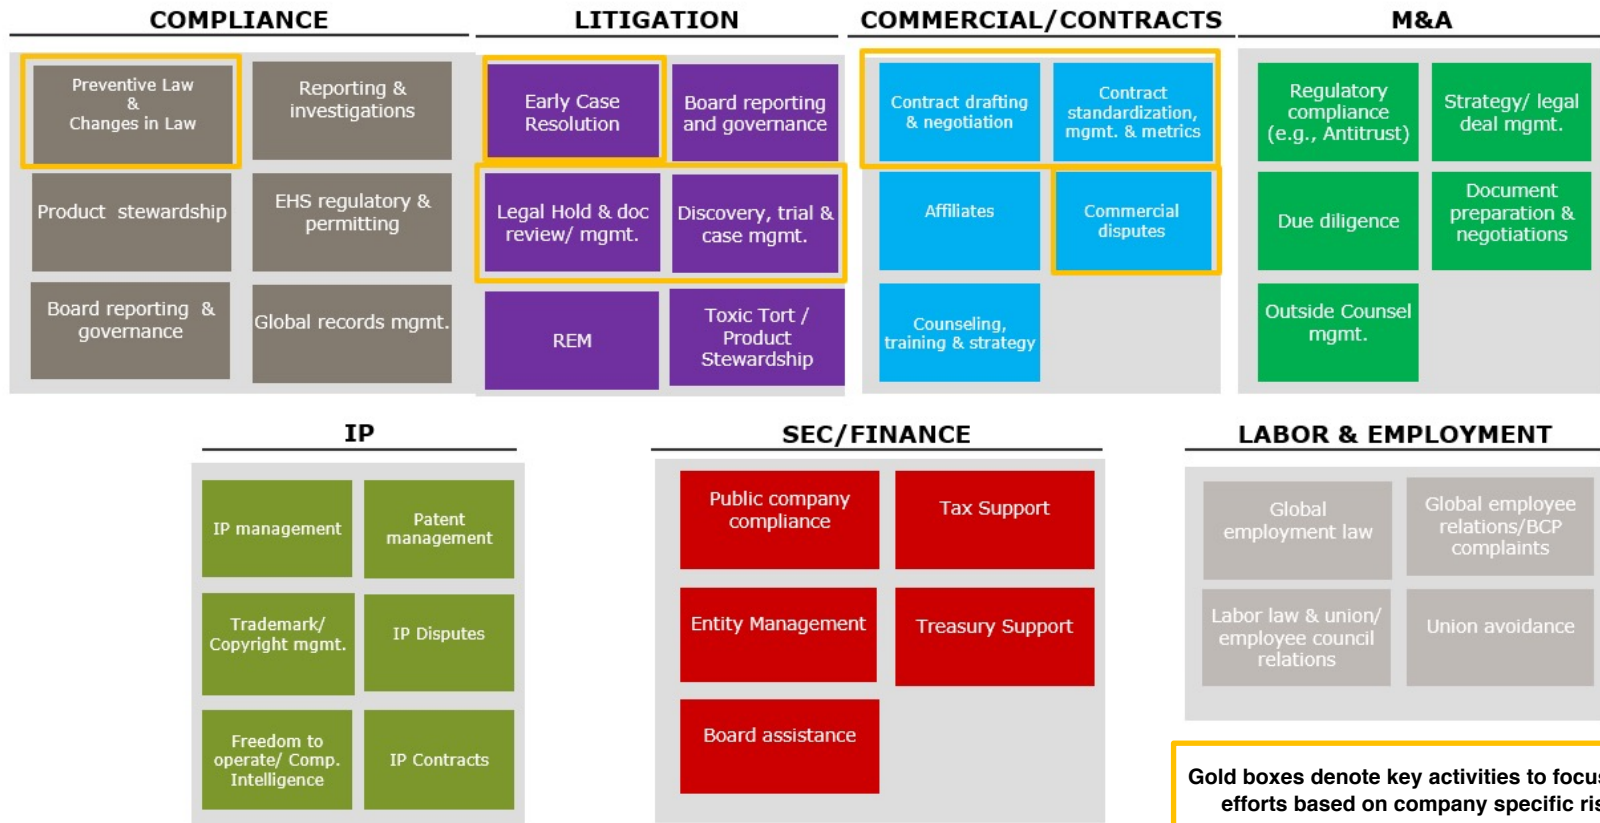 COMPLIANCE
Preventive Law
&
Changes in Law
Reporting &
investigations
Product stewardship
EHS regulatory &
permitting
Board reporting &
governance
Global records mgmt.
LITIGATION
Early Case
Resolution
Board reporting
and governance
Legal Hold & doc
review/ mgmt.
Discovery, trial &
case mgmt.
REM
Toxic Tort /
Product
Stewardship
COMMERCIAL/CONTRACTS
Contract drafting
& negotiation
Contract
standardization,
mgmt. & metrics
Affiliates
Commercial
disputes
Counseling,
training & strategy
M&A
Regulatory
compliance
(e.g., Antitrust)
Strategy/ legal
deal mgmt.
Due diligence
Document
preparation &
negotiations
Outside Counsel
mgmt.
IP
IP management
Patent
management
Trademark/
Copyright mgmt.
IP Disputes
Freedom to
operate/ Comp.
Intelligence
IP Contracts
SEC/FINANCE
Public company
compliance
Tax Support
Entity Management
Treasury Support
Board assistance
LABOR & EMPLOYMENT
Global
employment law
Global employee
relations/BCP
complaints
Labor law & union/
employee council
relations
Union avoidance
Gold boxes denote key activities to focus
efforts based on company specific